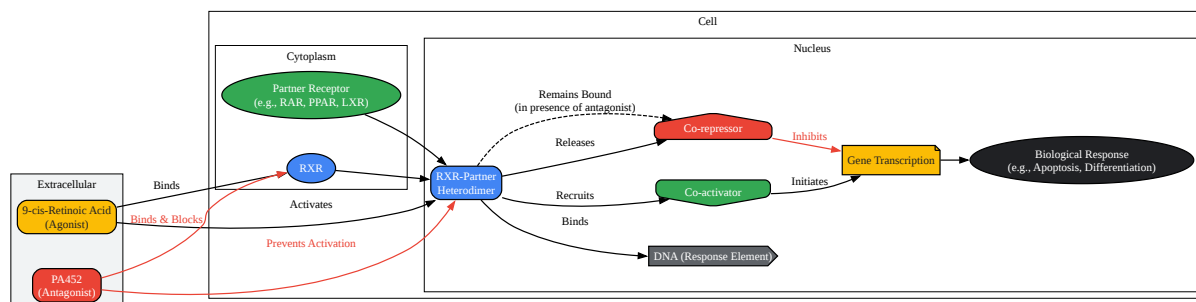 Cell
Nucleus
Cytoplasm
Partner Receptor
(e.g., RAR, PPAR, LXR)
RXR
Extracellular
9-cis-Retinoic Acid
(Agonist)
PA452
(Antagonist)
Binds
Activates
Binds & Blocks
Prevents Activation
RXR-Partner
Heterodimer
Remains Bound
(in presence of antagonist)
Releases
Recruits
Binds
Co-repressor
Co-activator
DNA (Response Element)
Inhibits
Initiates
Gene Transcription
Biological Response
(e.g., Apoptosis, Differentiation)